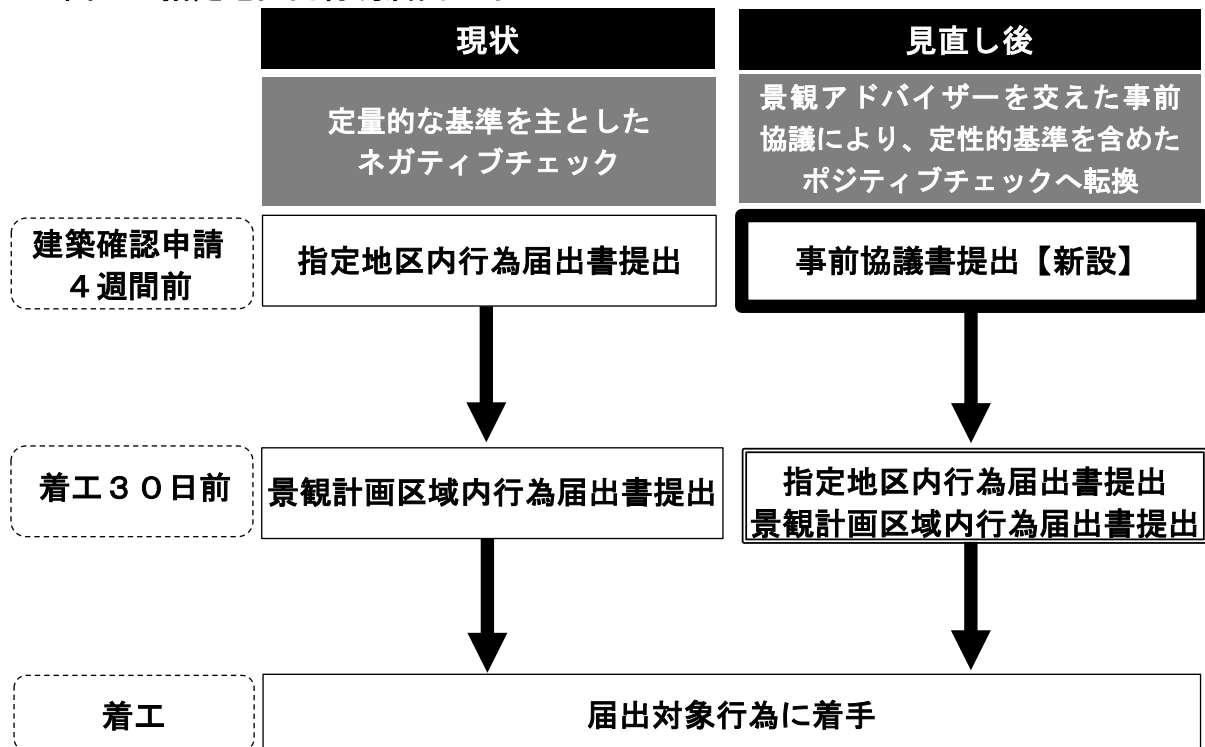 現状
見直し後
定量的な基準を主とした
ネガティブチェック
景観アドバイザーを交えた事前
協議により、定性的基準を含めた
ポジティブチェックへ転換
建築確認申請
４週間前
指定地区内行為届出書提出
事前協議書提出【新設】
着工３０日前
景観計画区域内行為届出書提出
指定地区内行為届出書提出
景観計画区域内行為届出書提出
着工
届出対象行為に着手